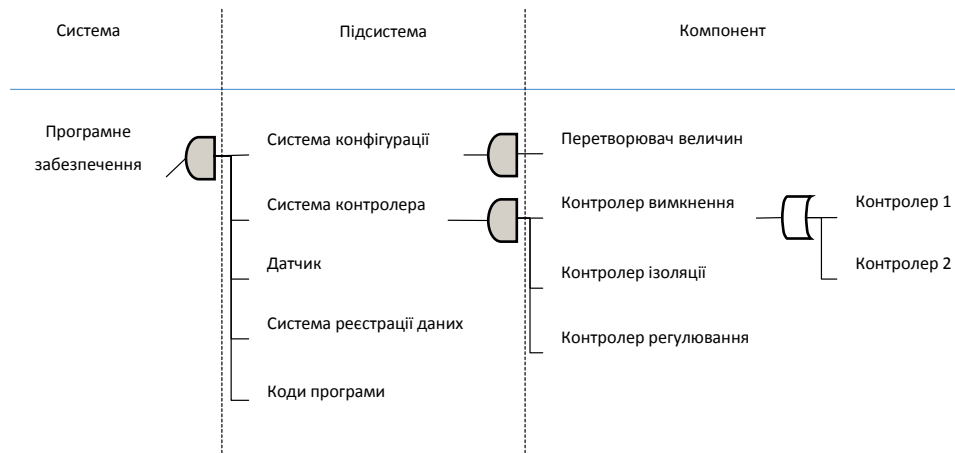 Система
Підсистема
Компонент
Програмне
забезпечення
Система конфігурації
Перетворювач величин
Система контролера
Контролер вимкнення
Контролер 1
Датчик
Контролер ізоляції
Контролер 2
Система реєстрації даних
Контролер регулювання
Коди програми